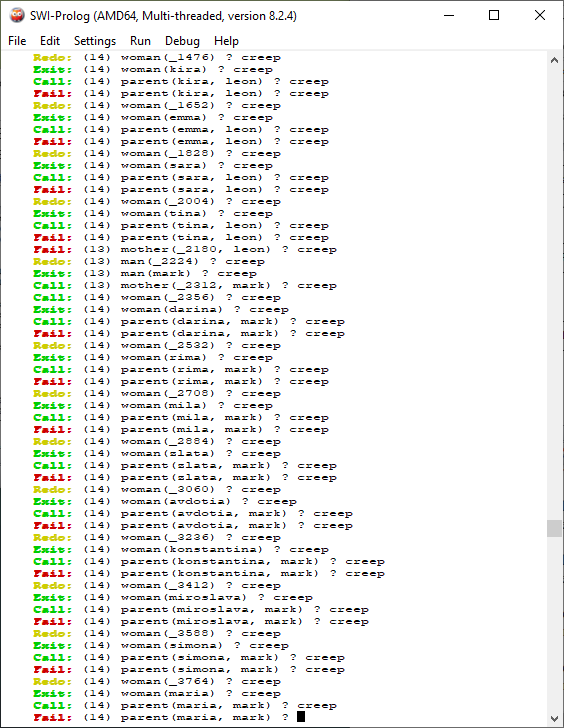 SWI-Prolog (AMD64, Multi-threaded, version 8.2.4)
File Edit Settings Run Debug Help
Redo: (14) woman(_1476) ? creep
Exit: (14) woman(kira) ? creep
Call: (14) parent(kira, leon) ? creep
Fail: (14) parent(kira, leon) ? creep
Redo: (14) woman(_1652) ? creep
Exit: (14) woman(emma) ? creep
Call: (14) parent(emma, leon) ? creep
Fail: (14) parent(emma, leon) ? creep
Redo: (14) woman(_1828) ? creep
Exit: (14) woman(sara) ? creep
Call: (14) parent(sara, leon) ? creep
Fail: (14) parent(sara, leon) ? creep
Redo: (14) woman(_2004) ? creep
Exit: (14) woman(tina) ? creep
Call: (14) parent(tina, leon) ? creep
Fail: (14) parent(tina, leon) ? creep
Fail: (13) mother(_2180, leon) ? creep
Redo: (13) man(_2224) ? creep
Exit: (13) man(mark) ? creep
Call: (13) mother(_2312, mark) ? creep
Call: (14) woman(_2356) ? creep
Exit: (14) woman(darina) ? creep
Call: (14) parent(darina, mark) ? creep
Fail: (14) parent(darina, mark) ? creep
Redo: (14) woman(_2532) ? creep
Exit: (14) woman(rima) ? creep
Call: (14) parent(rima, mark) ? creep
Fail: (14) parent(rima, mark) ? creep
Redo: (14) woman(_2708) ? creep
Exit: (14) woman(mila) ? creep
Call: (14) parent(mila, mark) ? creep
Fail: (14) parent(mila, mark) ? creep
Redo: (14) woman(_2884) ? creep
Exit: (14) woman(zlata) ? creep
Call: (14) parent(zlata, mark) ? creep
Fail: (14) parent(zlata, mark) ? creep
Redo: (14) woman(_3060) ? creep
Exit: (14) woman(avdotia) ? creep
Call: (14) parent(avdotia, mark) ? creep
Fail: (14) parent(avdotia, mark) ? creep
Redo: (14) woman(_3236) ? creep
Exit: (14) woman(konstantina) ? creep
Call: (14) parent(konstantina, mark) ? creep
Fail: (14) parent(konstantina, mark) ? creep
Redo: (14) woman(_3412) ? creep
Exit: (14) woman(miroslava) ? creep
Call: (14) parent(miroslava, mark) ? creep
Fail: (14) parent(miroslava, mark) ? creep
Redo: (14) woman(_3588) ? creep
Exit: (14) woman(simona) ? creep
Call: (14) parent(simona, mark) ? creep
Fail: (14) parent(simona, mark) ? creep
Redo: (14) woman(_3764) ? creep
Exit: (14) woman(maria) ? creep
Call: (14) parent(maria, mark) ? creep
Fail: (14) parent(maria, mark) ?